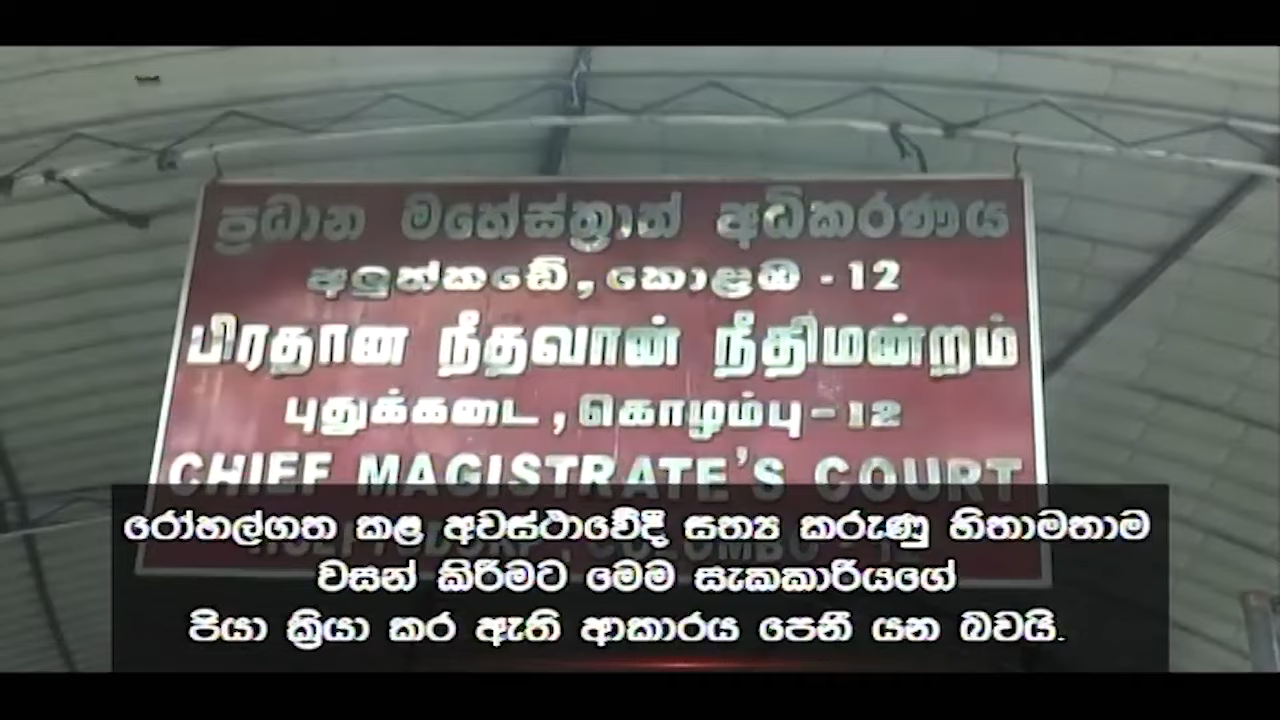 ප්‍රධාන මහේස්ත්‍රාත් අධිකරණය
අලුත්කඩේ, කොළඹ - 12
பிரதான நீதவான் நீதிமன்றம்
புதுக்கடை, கொழும்பு - 12
CHIEF MAGISTRATE'S COURT
රෝහල්ගත කළ අවස්ථාවේදී සත්‍ය කරුණු හිතාමතාම
වසන් කිරීමට මෙම සැකකාරියගේ
පියා ක්‍රියා කර ඇති ආකාරය පෙනී යන බවයි.